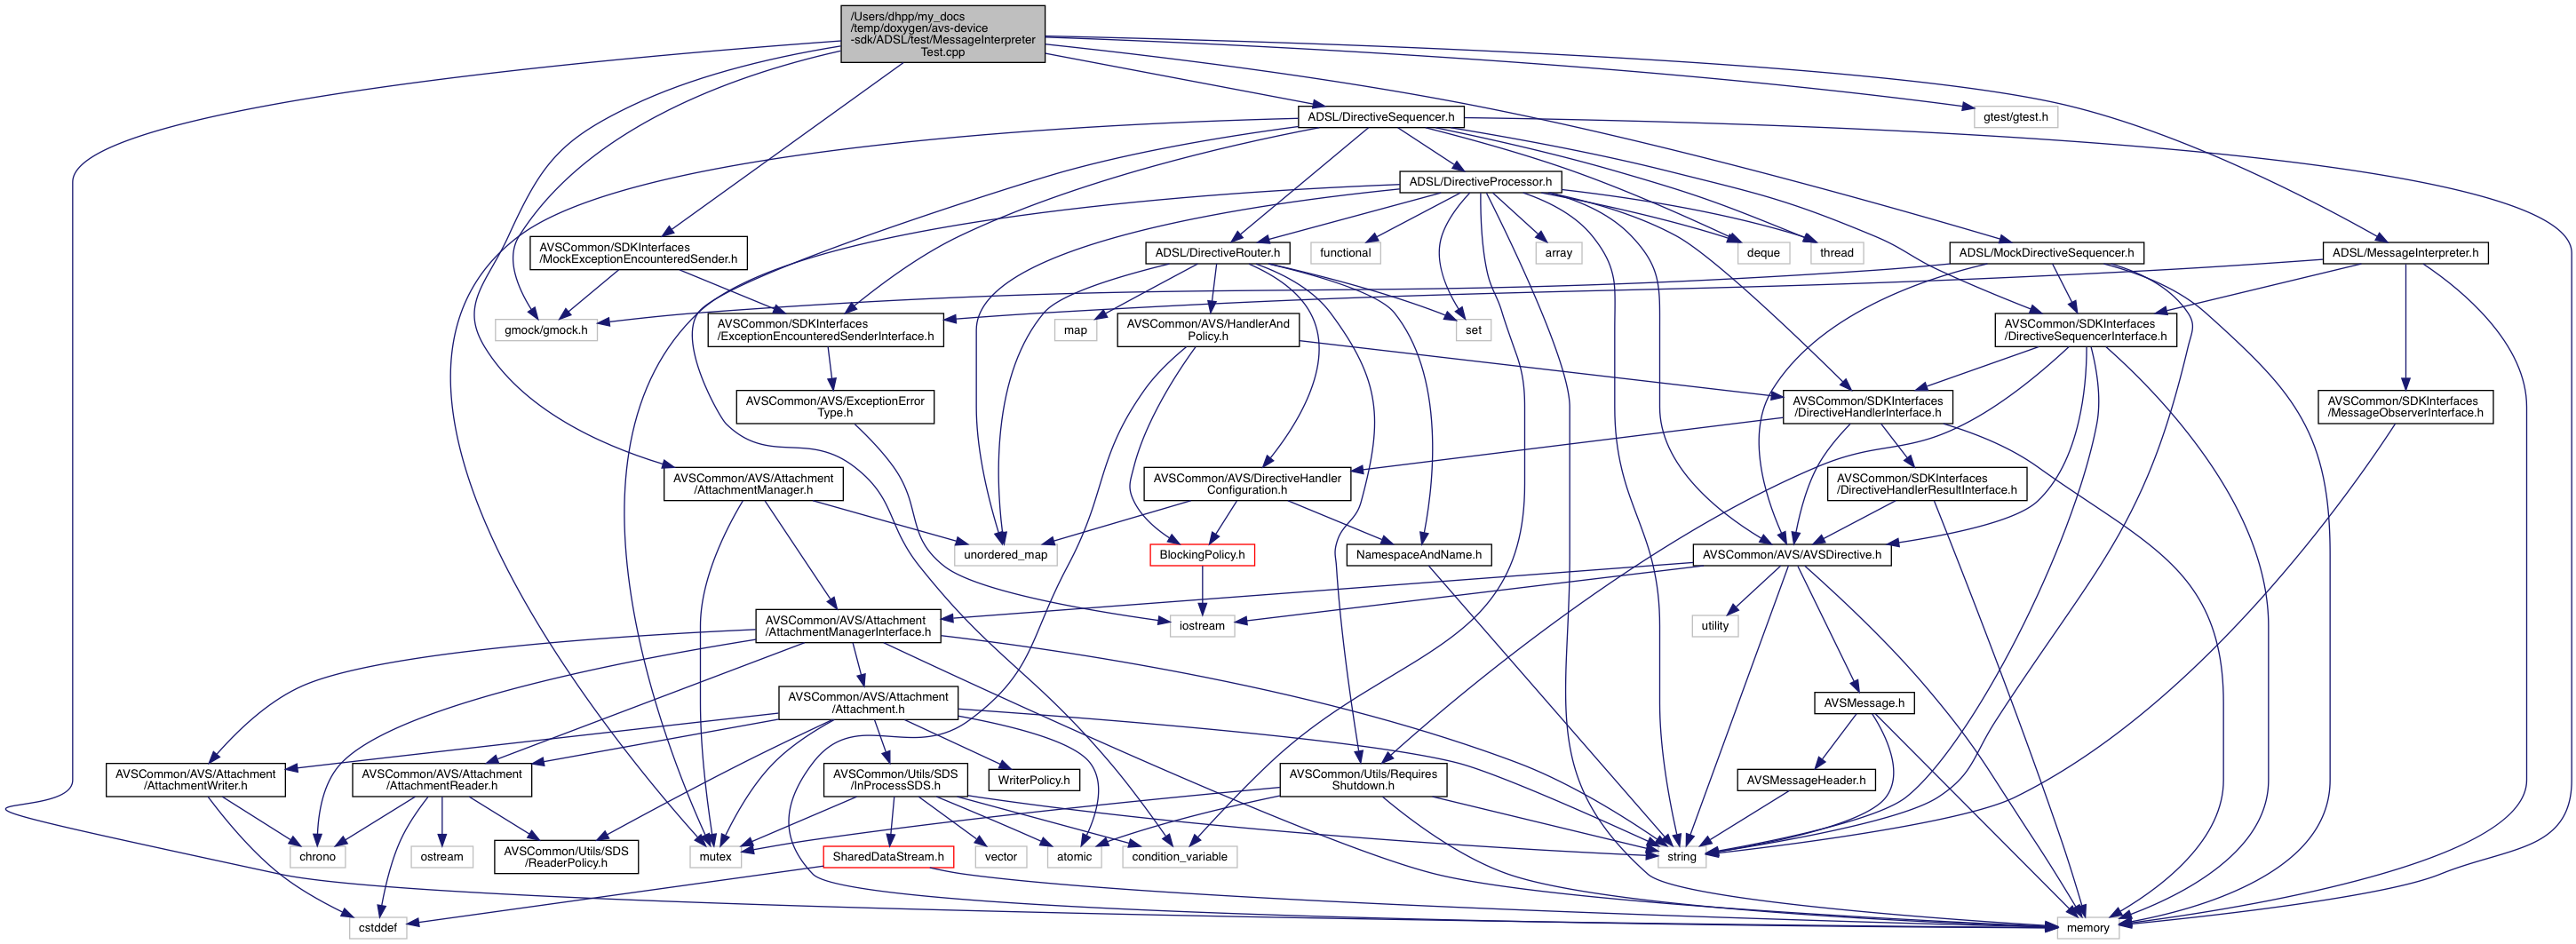 /Users/dhpp/my_docs
/temp/doxygen/avs-device
-sdk/ADSL/test/MessageInterpreter
Test.cpp
ADSL/DirectiveSequencer.h
gtest/gtest.h
ADSL/DirectiveProcessor.h
AVSCommon/SDKInterfaces
/MockExceptionEncounteredSender.h
ADSL/DirectiveRouter.h
functional
array
deque
thread
ADSL/MockDirectiveSequencer.h
ADSL/MessageInterpreter.h
gmock/gmock.h
AVSCommon/SDKInterfaces
/ExceptionEncounteredSenderInterface.h
map
AVSCommon/AVS/HandlerAnd
Policy.h
set
AVSCommon/SDKInterfaces
/DirectiveSequencerInterface.h
AVSCommon/AVS/ExceptionError
Type.h
AVSCommon/SDKInterfaces
/DirectiveHandlerInterface.h
AVSCommon/SDKInterfaces
/MessageObserverInterface.h
AVSCommon/AVS/Attachment
/AttachmentManager.h
AVSCommon/AVS/DirectiveHandler
Configuration.h
AVSCommon/SDKInterfaces
/DirectiveHandlerResultInterface.h
unordered_map
BlockingPolicy.h
NamespaceAndName.h
AVSCommon/AVS/AVSDirective.h
AVSCommon/AVS/Attachment
/AttachmentManagerInterface.h
iostream
utility
AVSCommon/AVS/Attachment
/Attachment.h
AVSMessage.h
AVSCommon/AVS/Attachment
/AttachmentWriter.h
AVSCommon/AVS/Attachment
/AttachmentReader.h
AVSCommon/Utils/SDS
/InProcessSDS.h
WriterPolicy.h
AVSCommon/Utils/Requires
Shutdown.h
AVSMessageHeader.h
chrono
ostream
AVSCommon/Utils/SDS
/ReaderPolicy.h
mutex
SharedDataStream.h
vector
atomic
condition_variable
string
cstddef
memory